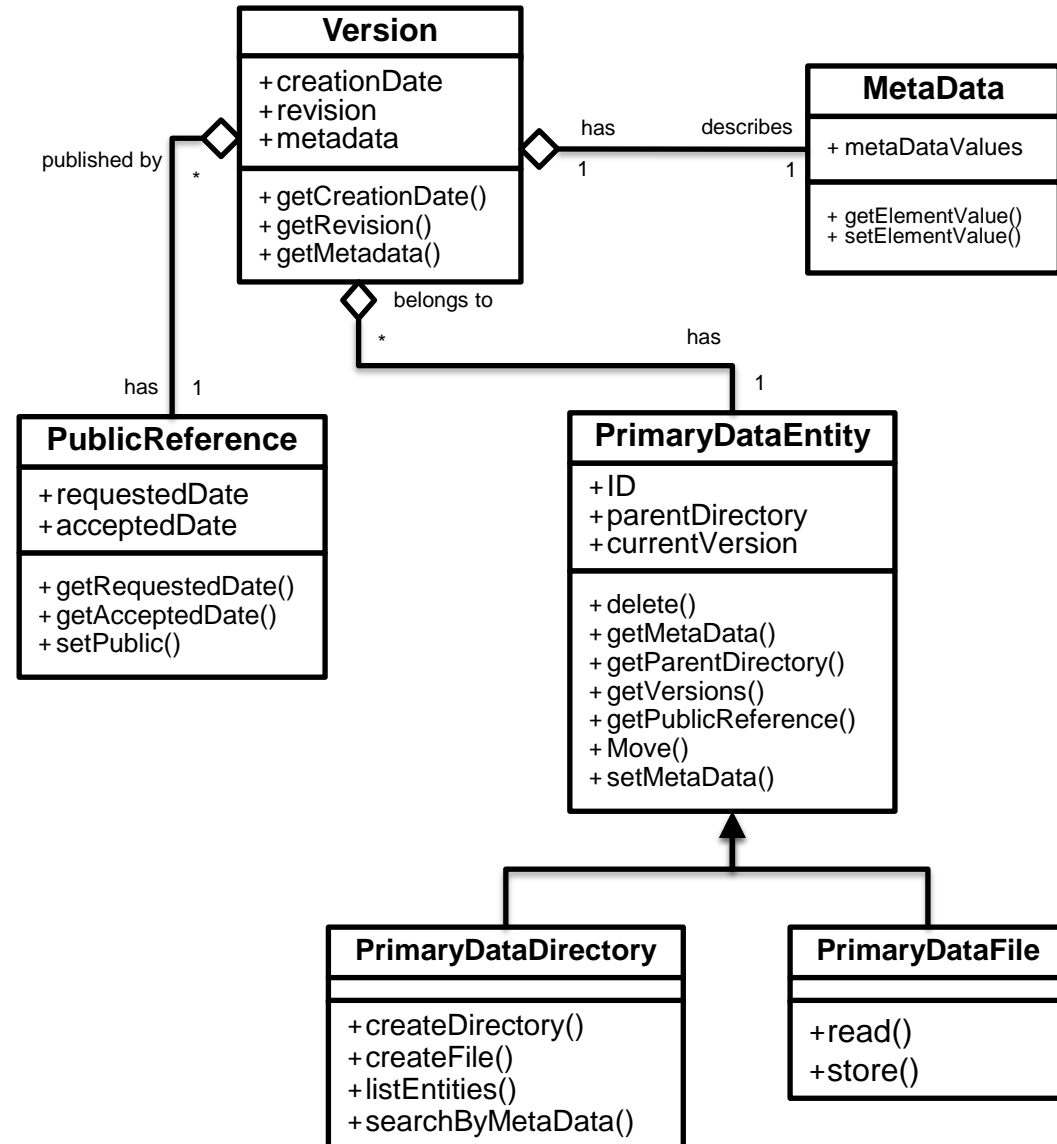 Version
+creationDate
+revision
+metadata
+getCreationDate()
+getRevision()
+getMetadata()
MetaData
+ metaDataValues
+ getElementValue()
+ setElementValue()
has
describes
1
1
published by
*
belongs to
*
has
1
has
1
PublicReference
+requestedDate
+acceptedDate
+getRequestedDate()
+getAcceptedDate()
+setPublic()
PrimaryDataEntity
+ID
+parentDirectory
+currentVersion
+delete()
+getMetaData()
+getParentDirectory()
+getVersions()
+getPublicReference()
+Move()
+setMetaData()
PrimaryDataDirectory
+createDirectory()
+createFile()
+listEntities()
+searchByMetaData()
PrimaryDataFile
+read()
+store()